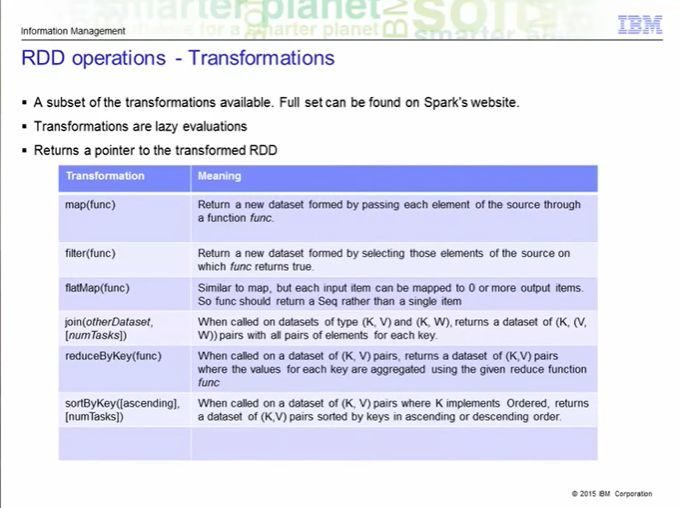 smarter planet
SOFT
IBM
for a smarter planet
smarter
Information Management
IBM
RDD operations - Transformations
▪ A subset of the transformations available. Full set can be found on Spark's website.
▪ Transformations are lazy evaluations
▪ Returns a pointer to the transformed RDD
Transformation Meaning
map(func) Return a new dataset formed by passing each element of the source through
a function func.
filter(func) Return a new dataset formed by selecting those elements of the source on
which func returns true.
flatMap(func) Similar to map, but each input item can be mapped to 0 or more output items.
So func should return a Seq rather than a single item
join(otherDataset, When called on datasets of type (K, V) and (K, W), returns a dataset of (K, (V,
[numTasks]) W)) pairs with all pairs of elements for each key.
reduceByKey(func) When called on a dataset of (K, V) pairs, returns a dataset of (K,V) pairs
where the values for each key are aggregated using the given reduce function
func
sortByKey([ascending], When called on a dataset of (K, V) pairs where K implements Ordered, returns
[numTasks]) a dataset of (K,V) pairs sorted by keys in ascending or descending order.
© 2015 IBM Corporation